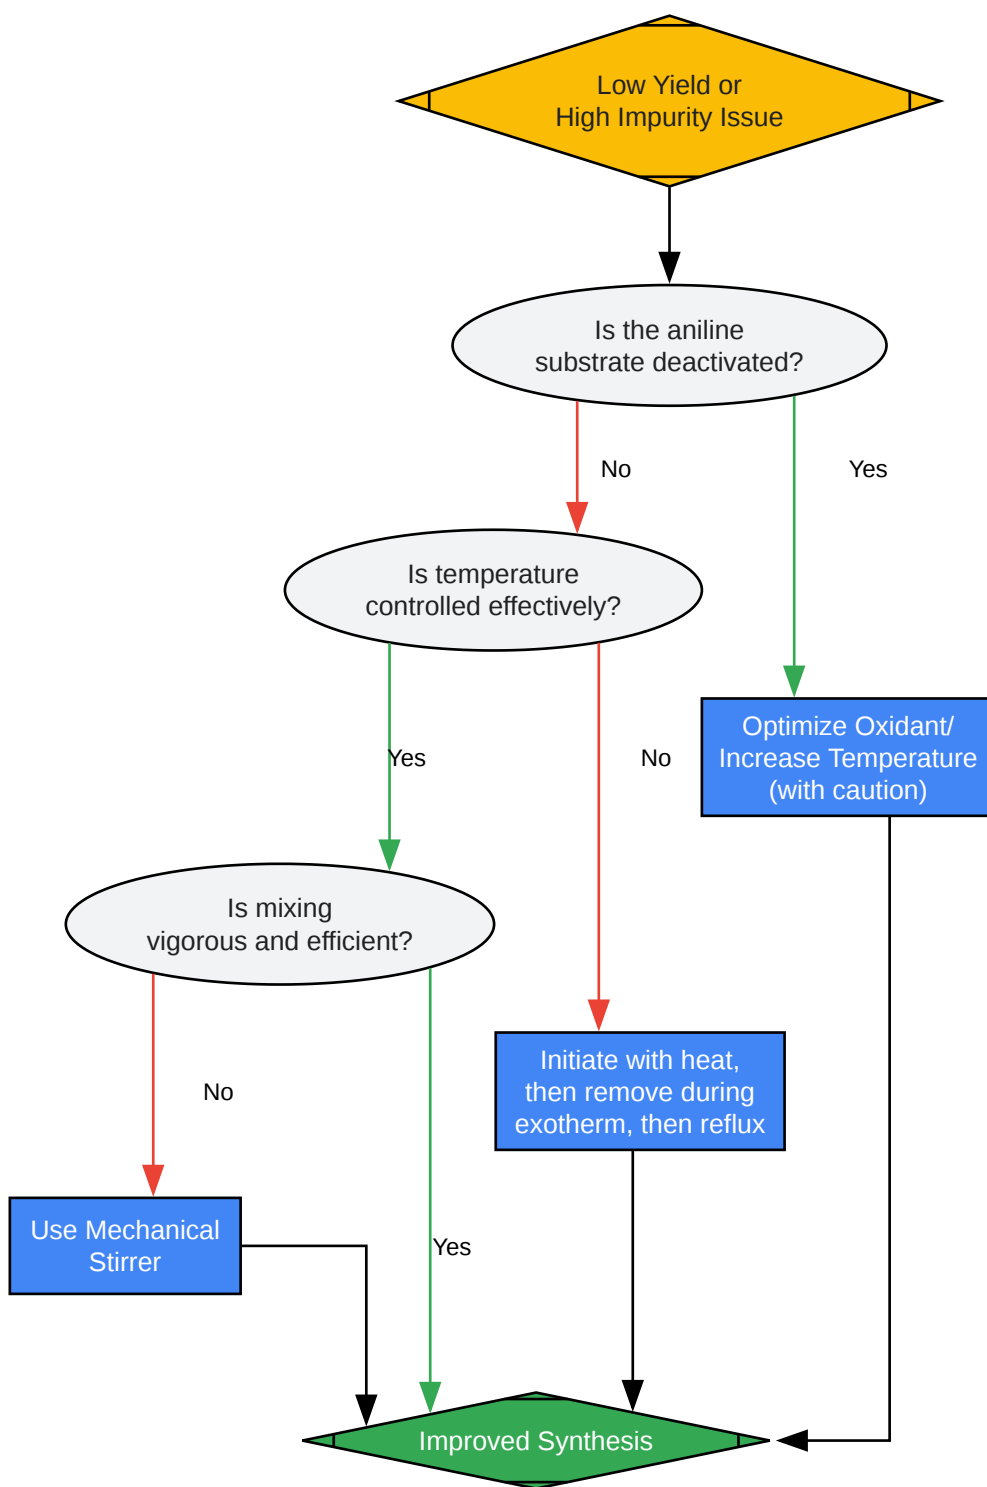 Low Yield or
High Impurity Issue
Is the aniline
substrate deactivated?
No
Yes
Is temperature
controlled effectively?
Yes
No
Optimize Oxidant/
Increase Temperature
(with caution)
Is mixing
vigorous and efficient?
No
Yes
Initiate with heat,
then remove during
exotherm, then reflux
Use Mechanical
Stirrer
Improved Synthesis